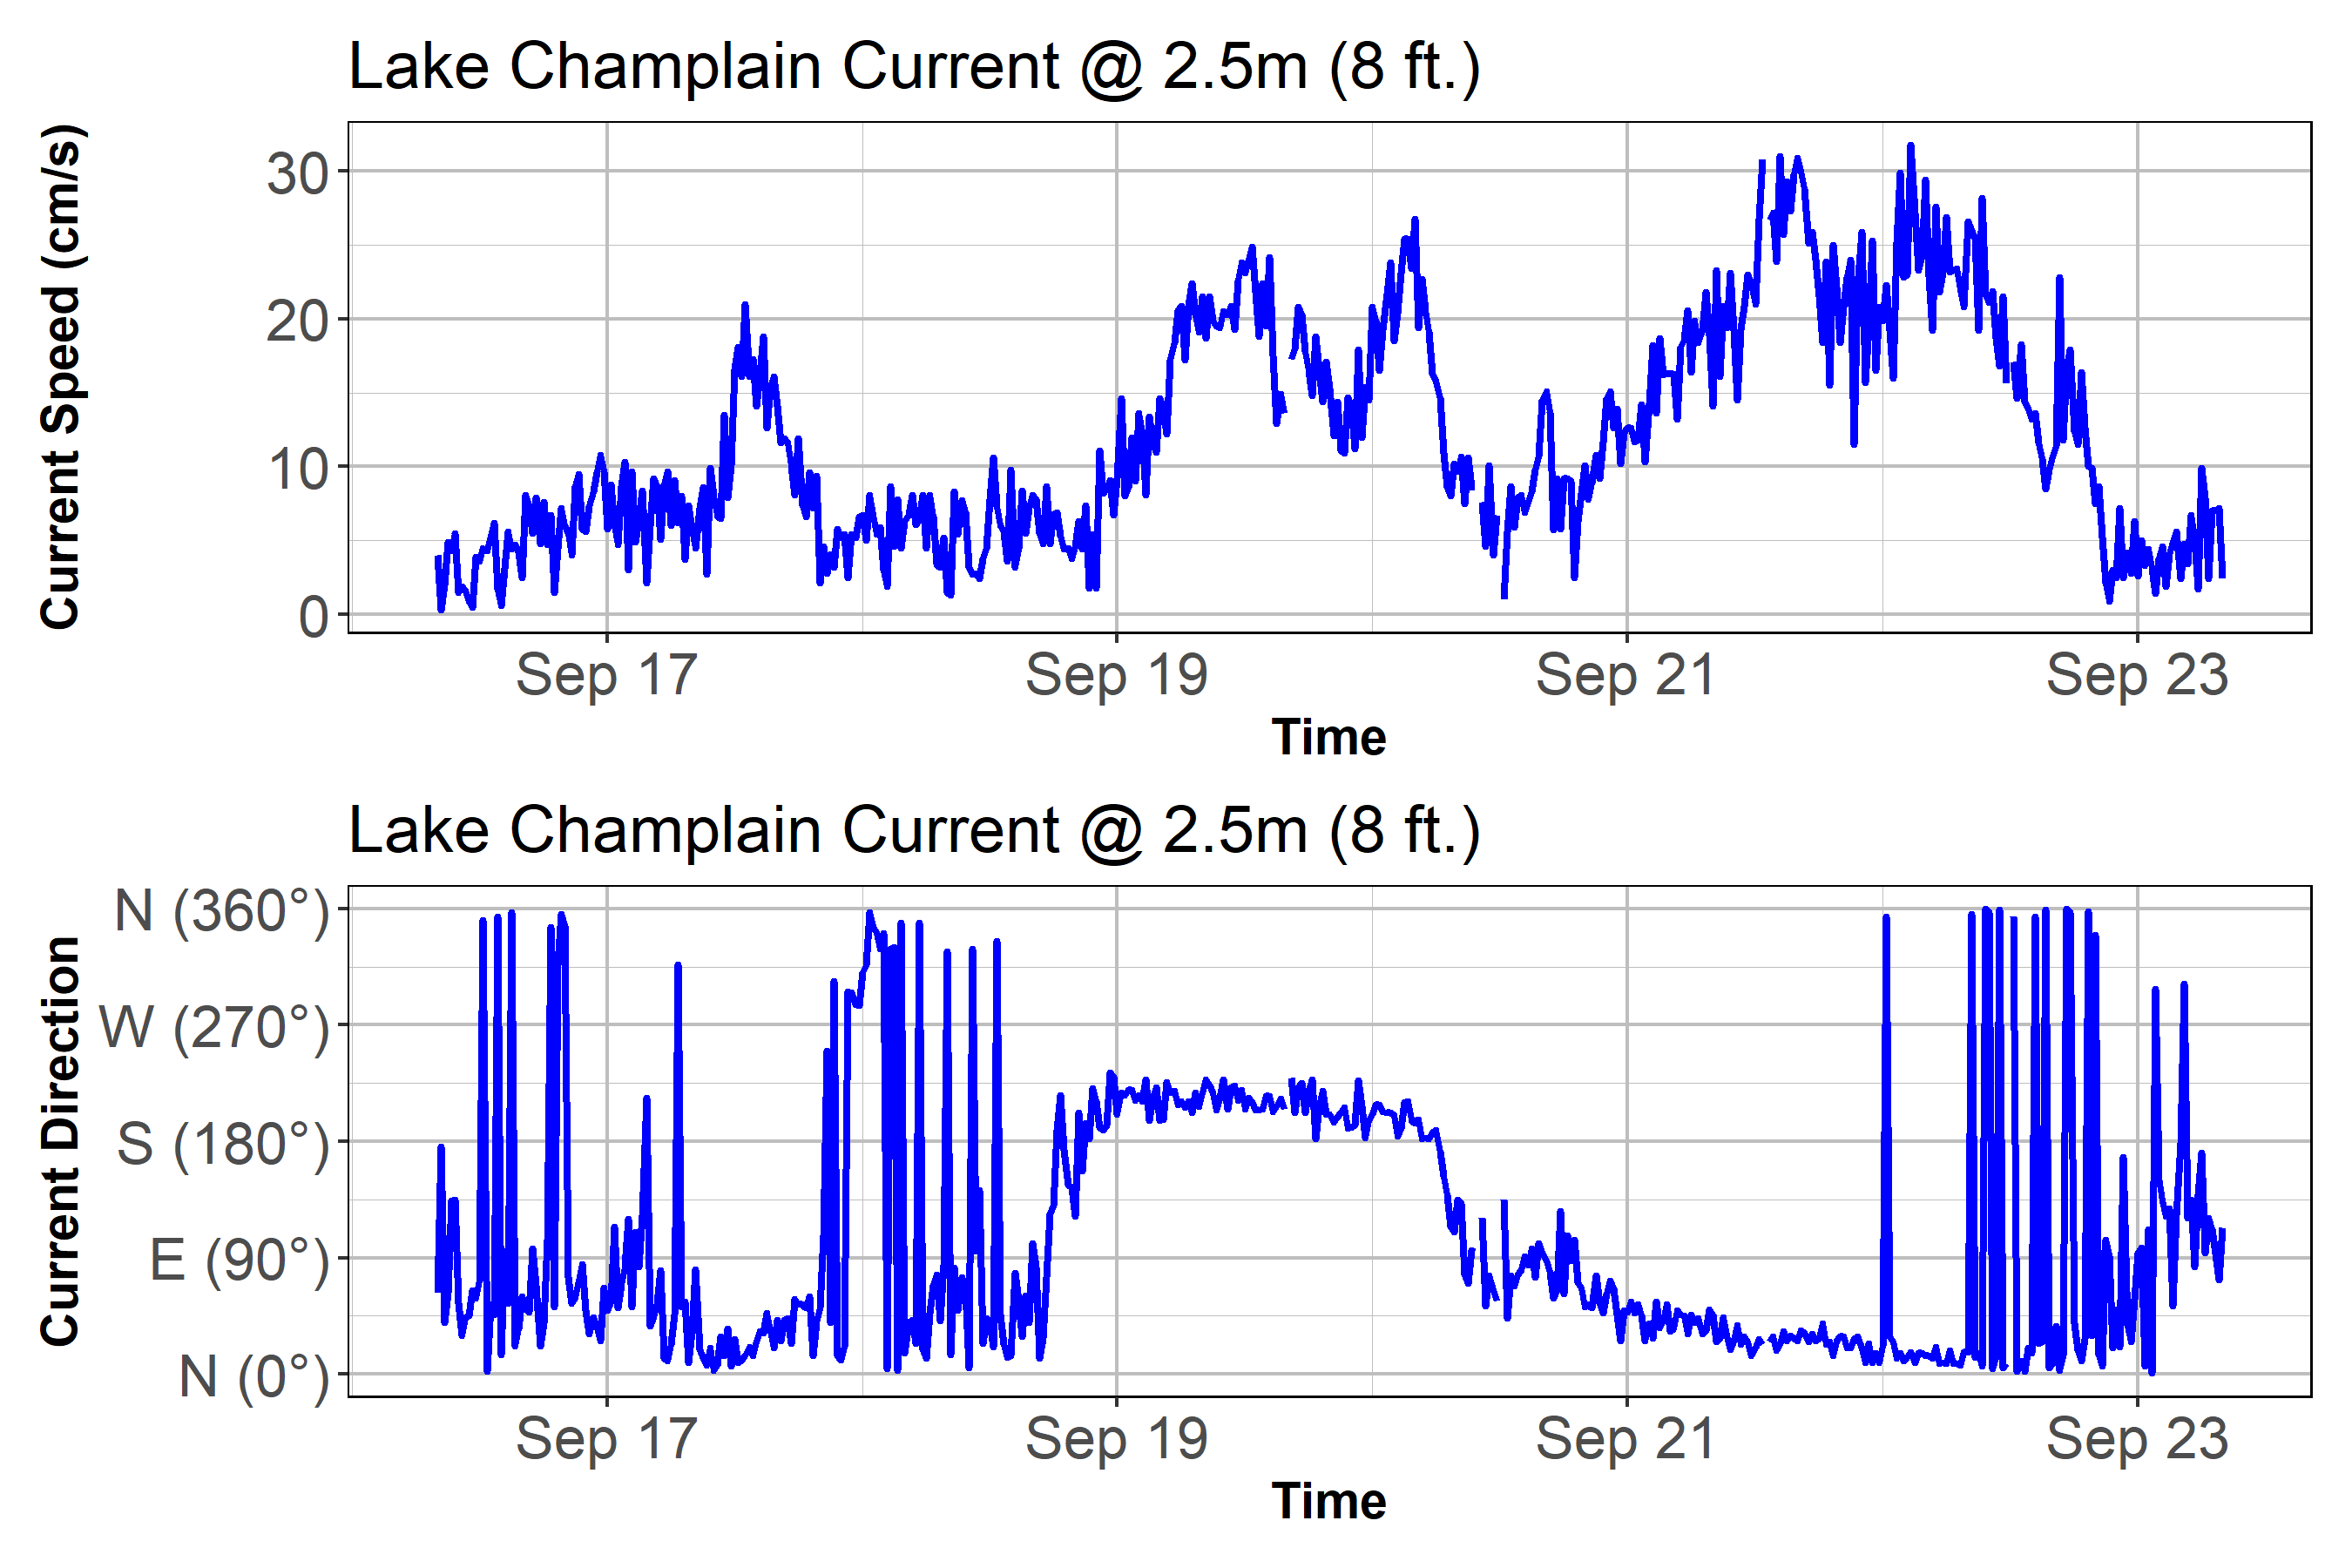 Lake Champlain Current @ 2.5m (8 ft.)
Current Speed (cm/s)
30
20
10
0
Sep 17 Sep 19 Sep 21 Sep 23
Time
Lake Champlain Current @ 2.5m (8 ft.)
Current Direction
N (360°)
W (270°)
S (180°)
E (90°)
N (0°)
Sep 17 Sep 19 Sep 21 Sep 23
Time